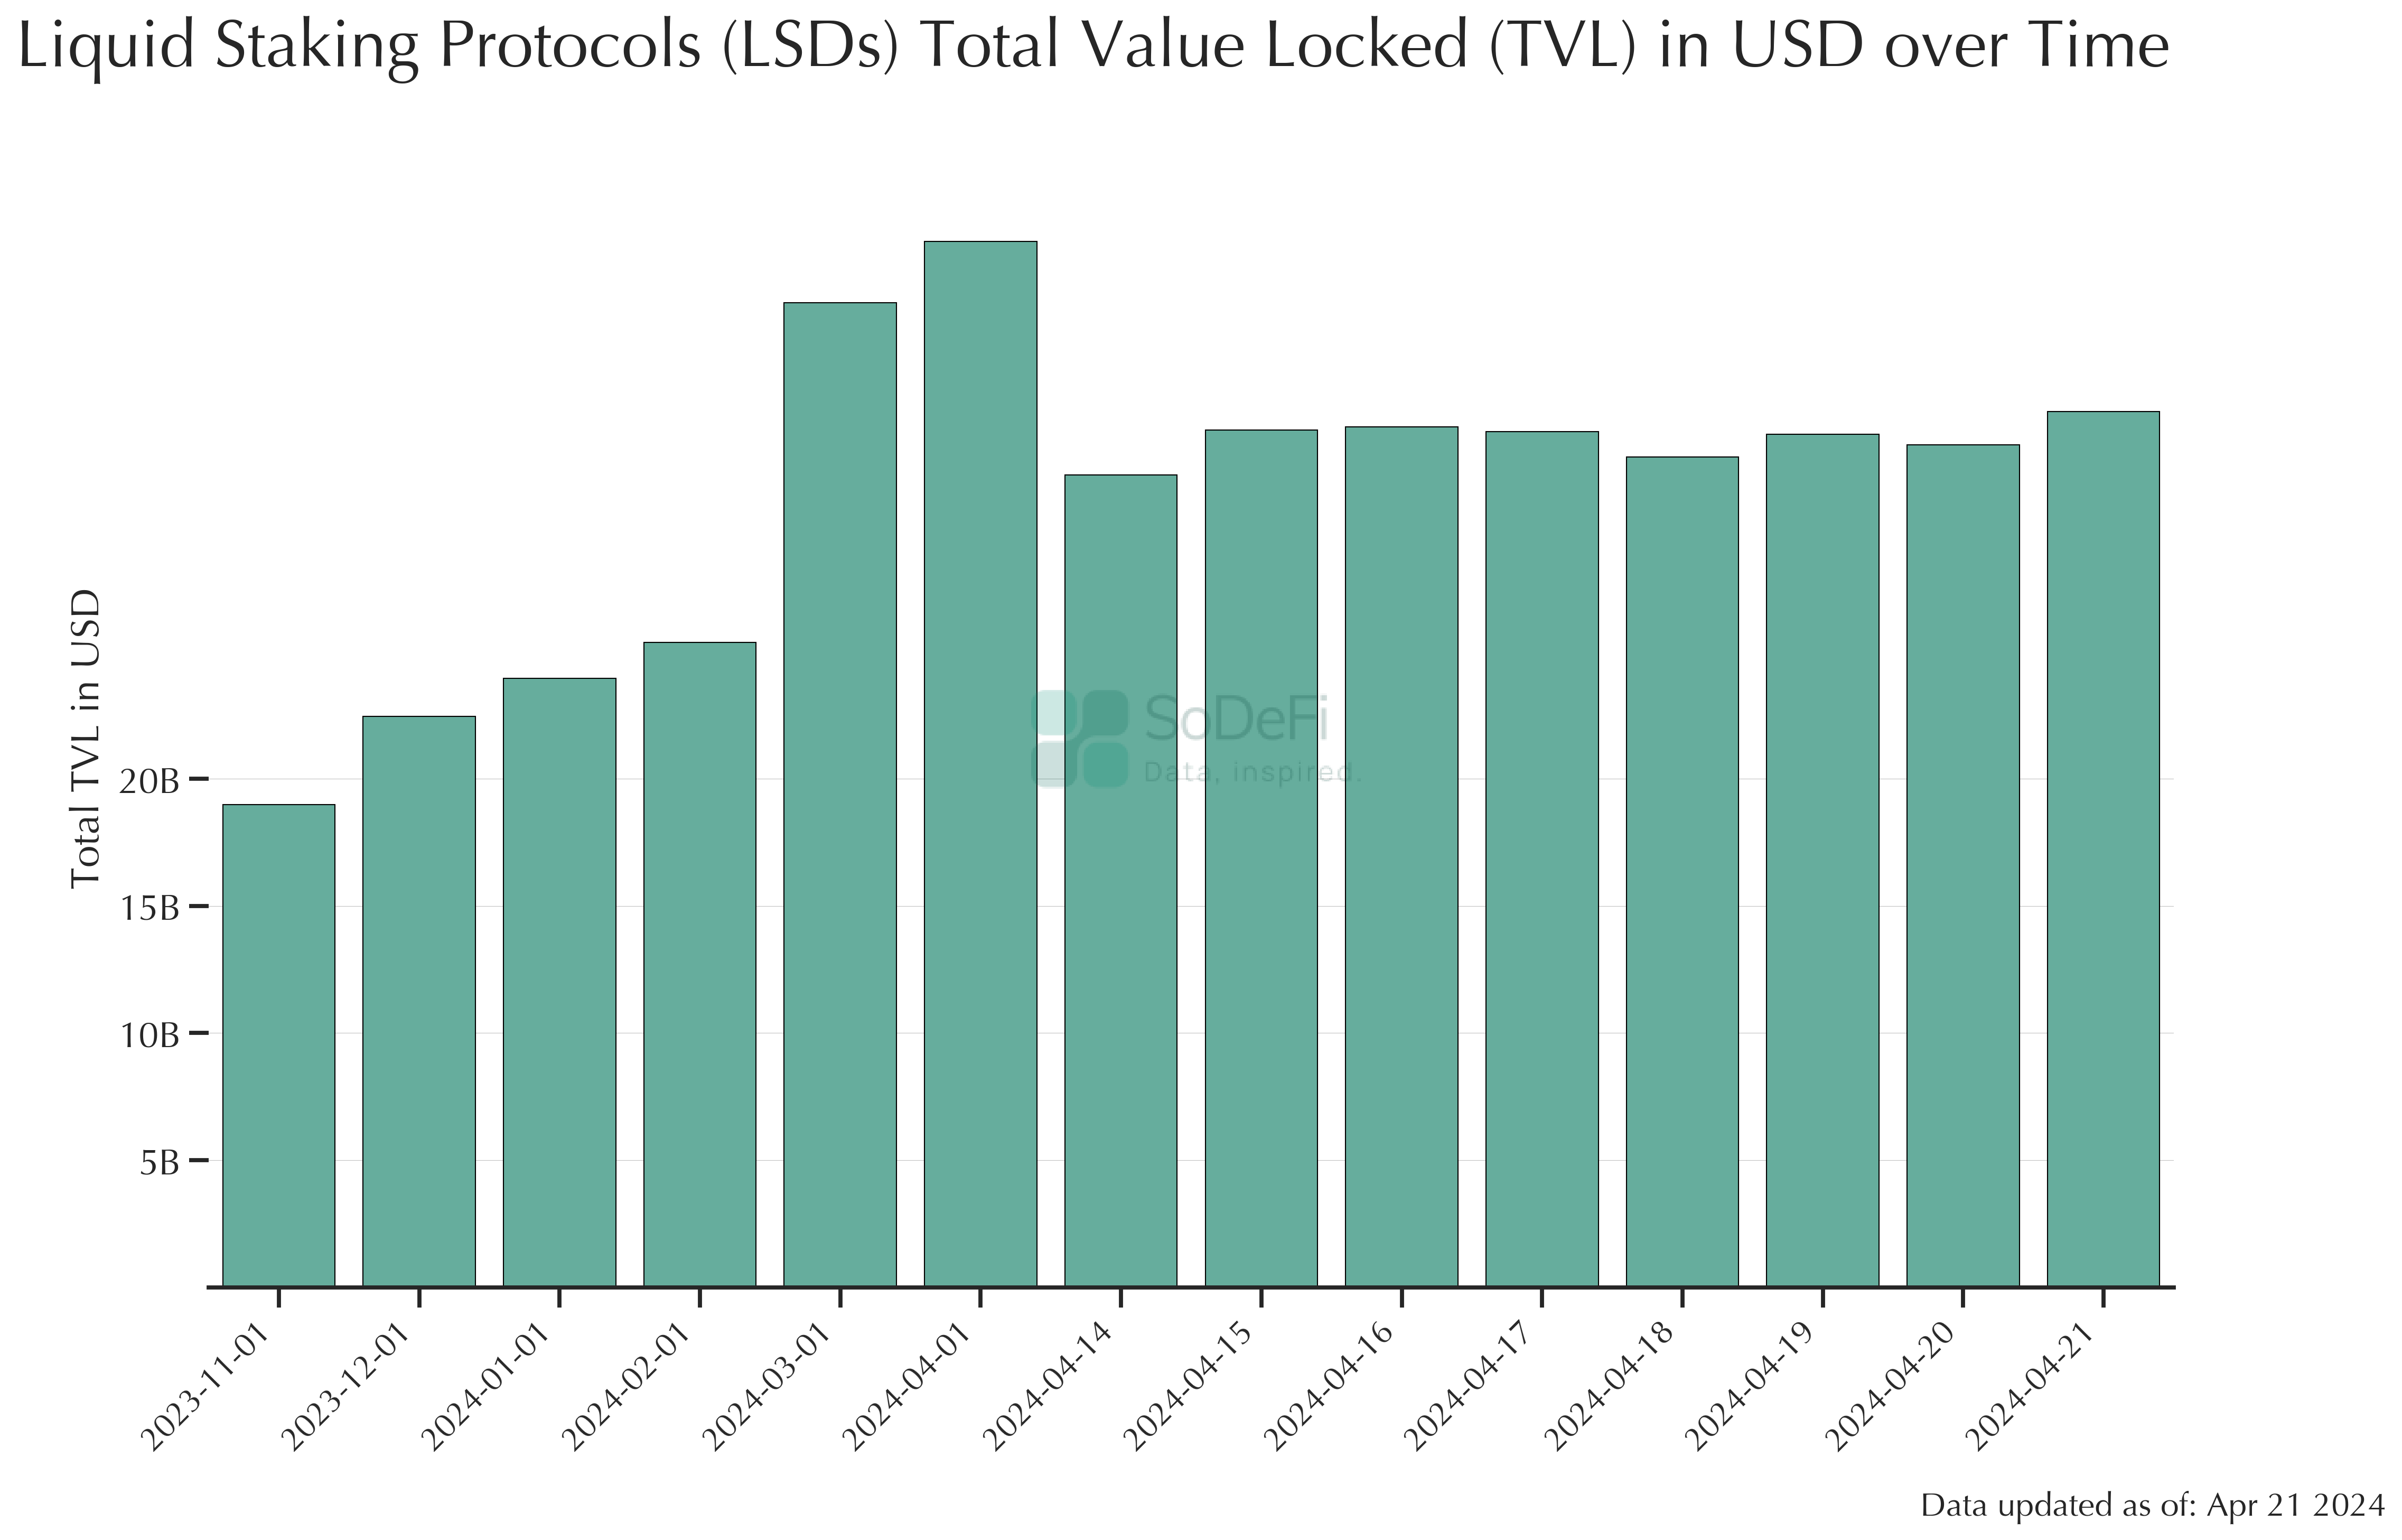 Liquid Staking Protocols (LSDs) Total Value Locked (TVL) in USD over Time
Total TVL in USD
20B
15B
10B
5B
SoDeFi
Data, inspired.
2023-11-01
2023-12-01
2024-01-01
2024-02-01
2024-03-01
2024-04-01
2024-04-14
2024-04-15
2024-04-16
2024-04-17
2024-04-18
2024-04-19
2024-04-20
2024-04-21
Data updated as of: Apr 21 2024